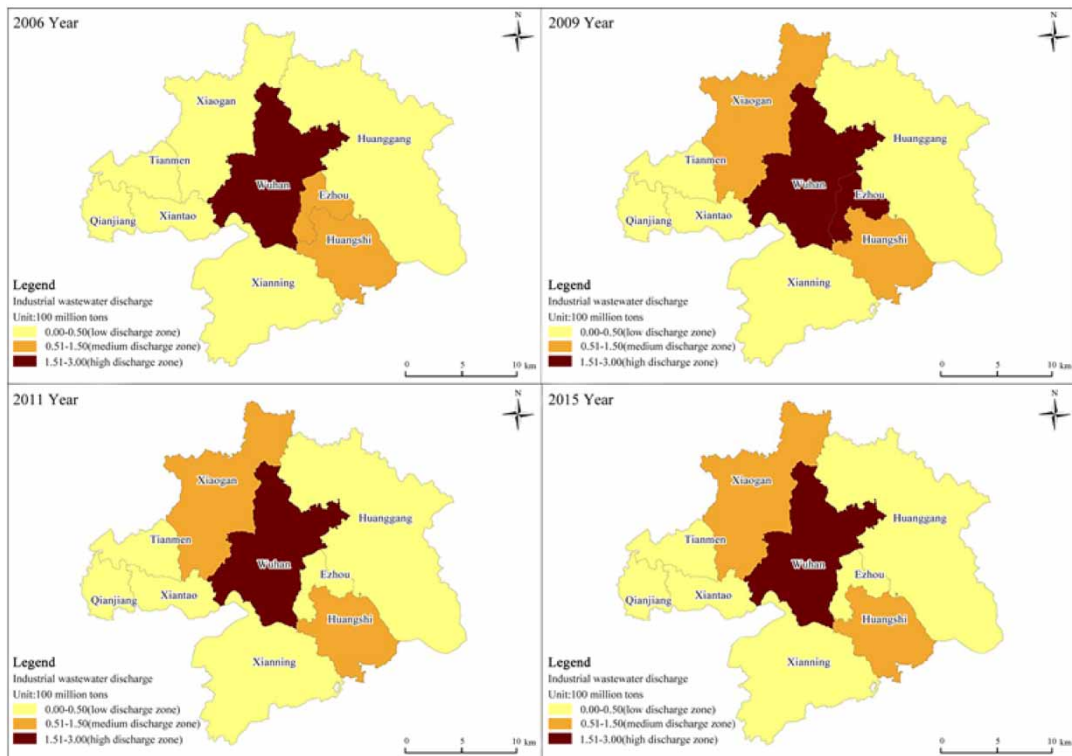 2006 Year
N
Xiaogan
Huanggang
Tianmen
Wuhan
Ezhou
Qianjiang
Xiantao
Huangshi
Xianning
Legend
Industrial wastewater discharge
Unit:100 million tons
0.00-0.50(low discharge zone)
0.51-1.50(medium discharge zone)
1.51-3.00(high discharge zone)
0 5 10 km
2009 Year
N
Xiaogan
Huanggang
Tianmen
Wuhan
Ezhou
Qianjiang
Xiantao
Huangshi
Xianning
Legend
Industrial wastewater discharge
Unit:100 million tons
0.00-0.50(low discharge zone)
0.51-1.50(medium discharge zone)
1.51-3.00(high discharge zone)
0 5 10 km
2011 Year
N
Xiaogan
Huanggang
Tianmen
Wuhan
Ezhou
Qianjiang
Xiantao
Huangshi
Xianning
Legend
Industrial wastewater discharge
Unit:100 million tons
0.00-0.50(low discharge zone)
0.51-1.50(medium discharge zone)
1.51-3.00(high discharge zone)
0 5 10 km
2015 Year
N
Xiaogan
Huanggang
Tianmen
Wuhan
Ezhou
Qianjiang
Xiantao
Huangshi
Xianning
Legend
Industrial wastewater discharge
Unit:100 million tons
0.00-0.50(low discharge zone)
0.51-1.50(medium discharge zone)
1.51-3.00(high discharge zone)
0 5 10 km